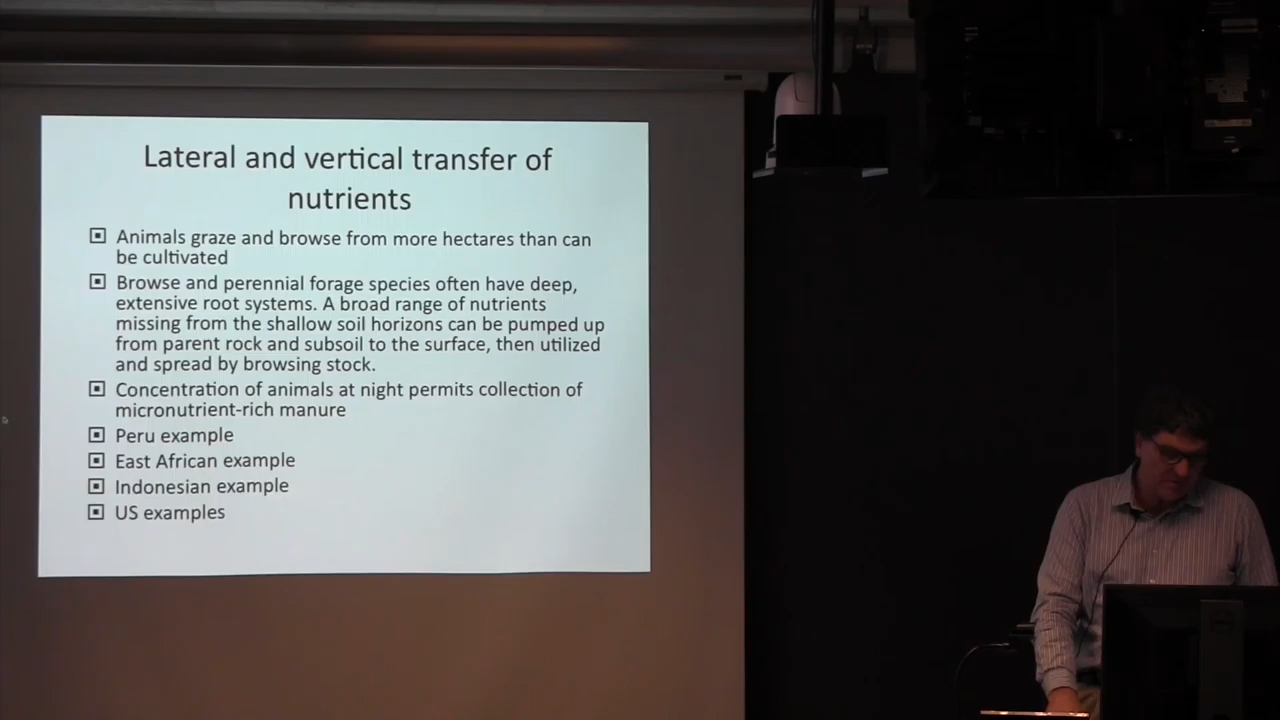 Lateral and vertical transfer of
nutrients
Animals graze and browse from more hectares than can
be cultivated
Browse and perennial forage species often have deep,
extensive root systems. A broad range of nutrients
missing from the shallow soil horizons can be pumped up
from parent rock and subsoil to the surface, then utilized
and spread by browsing stock.
Concentration of animals at night permits collection of
micronutrient-rich manure
Peru example
East African example
Indonesian example
US examples